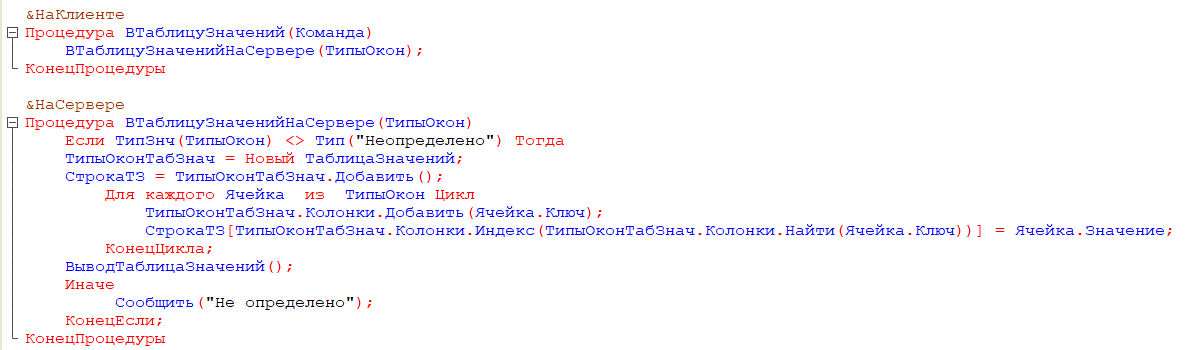 &НаКлиенте
Процедура ВТаблицуЗначений(Команда)
ВТаблицуЗначенийНаСервере(ТипыОкон);
КонецПроцедуры
&НаСервере
Процедура ВТаблицуЗначенийНаСервере(ТипыОкон)
Если ТипЗнч(ТипыОкон) <> Тип("Неопределено") Тогда
ТипыОконТабЗнач = Новый ТаблицаЗначений;
СтрокаТЗ = ТипыОконТабЗнач.Добавить();
Для каждого Ячейка  из  ТипыОкон Цикл
ТипыОконТабЗнач.Колонки.Добавить(Ячейка.Ключ);
СтрокаТЗ[ТипыОконТабЗнач.Колонки.Индекс(ТипыОконТабЗнач.Колонки.Найти(Ячейка.Ключ))] = Ячейка.Значение;
КонецЦикла;
ВыводТаблицаЗначений();
Иначе
Сообщить("Не определено");
КонецЕсли;
КонецПроцедуры